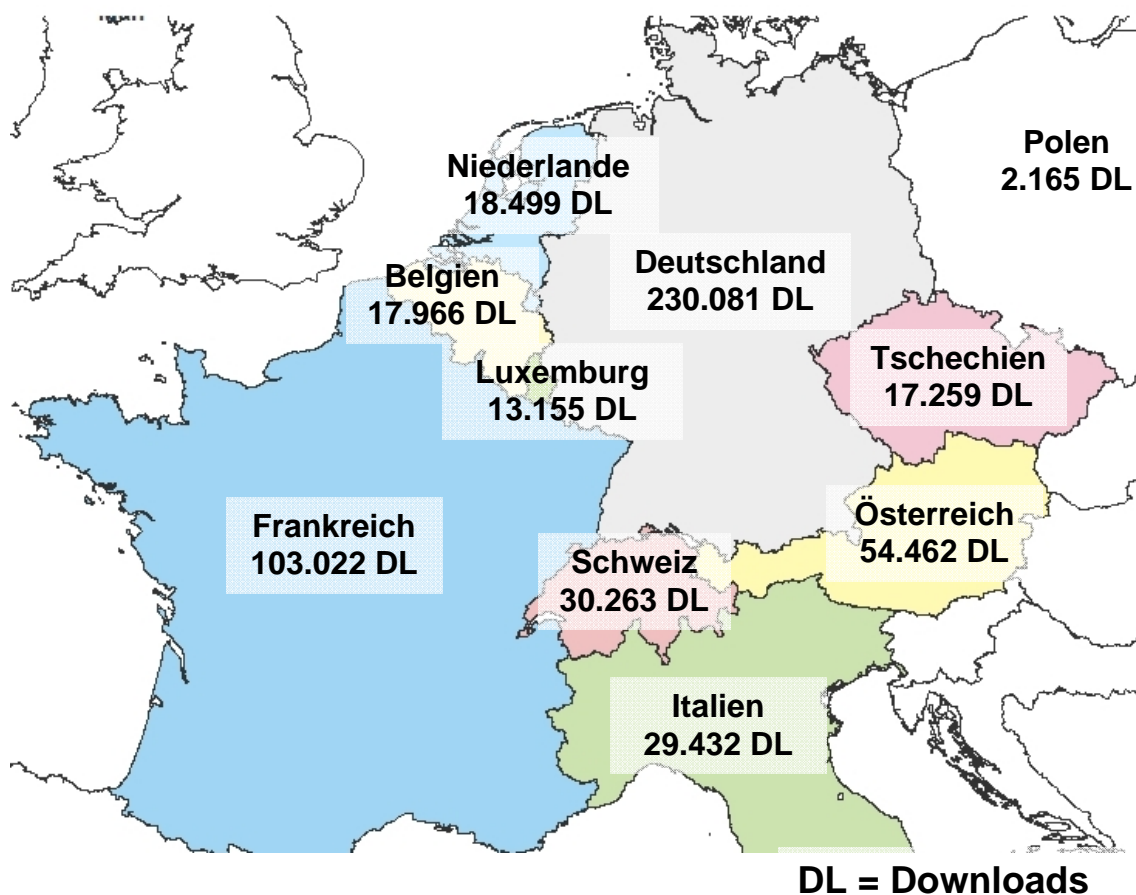 Polen
2.165 DL
Niederlande
18.499 DL
Deutschland
230.081 DL
Belgien
17.966 DL
Tschechien
17.259 DL
Luxemburg
13.155 DL
Österreich
54.462 DL
Frankreich
103.022 DL
Schweiz
30.263 DL
Italien
29.432 DL
DL = Downloads